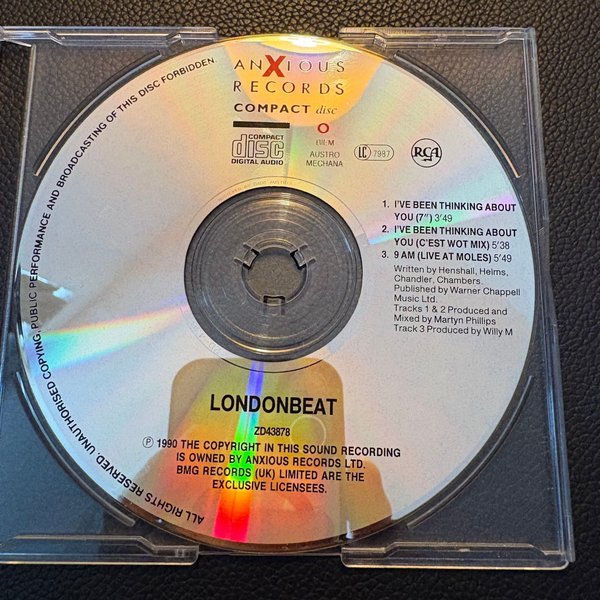 ANXIOUS
RECORDS
COMPACT disc
COMPACT
disc
DIGITAL AUDIO
AUSTRO
MECHANA
LC 7987
RCA
1. I'VE BEEN THINKING ABOUT
YOU (7") 3'49
2. I'VE BEEN THINKING ABOUT
YOU (C'EST WOT MIX) 5'38
3. 9 AM (LIVE AT MOLES) 5'49
Written by Henshall, Helms,
Chandler, Chambers.
Published by Warner Chappell
Music Ltd.
Tracks 1 & 2 Produced and
Mixed by Martyn Phillips
Track 3 Produced by Willy M
LONDONBEAT
ZD43878
℗ 1990 THE COPYRIGHT IN THIS SOUND RECORDING
IS OWNED BY ANXIOUS RECORDS LTD.
BMG RECORDS (UK) LIMITED ARE THE
EXCLUSIVE LICENSEES.
ALL RIGHTS RESERVED UNAUTHORISED COPYING, PUBLIC PERFORMANCE AND BROADCASTING OF THIS DISC FORBIDDEN